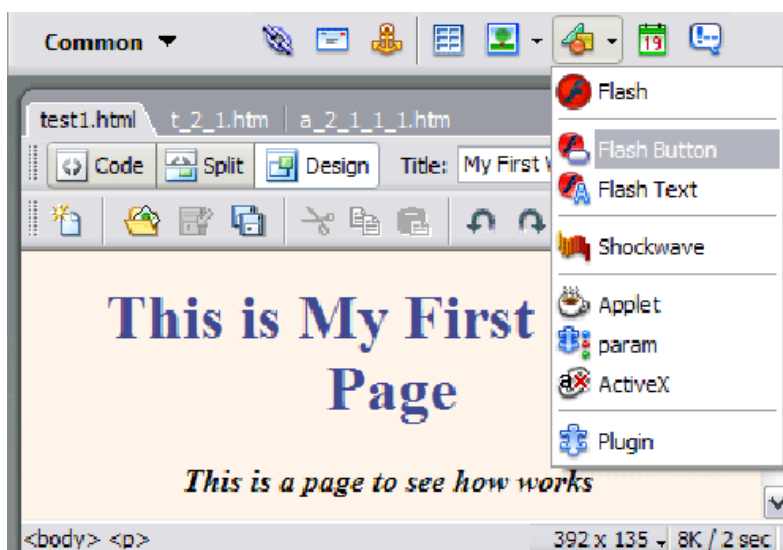 Common
19
Flash
test1.html t_2_1.htm a_2_1_1_1.htm
Flash Button
Code Split Design Title: My First
Flash Text
Shockwave
This is My First
Applet
param
Page
ActiveX
Plugin
This is a page to see how works
<body> <p> 392 x 135 8K / 2 sec